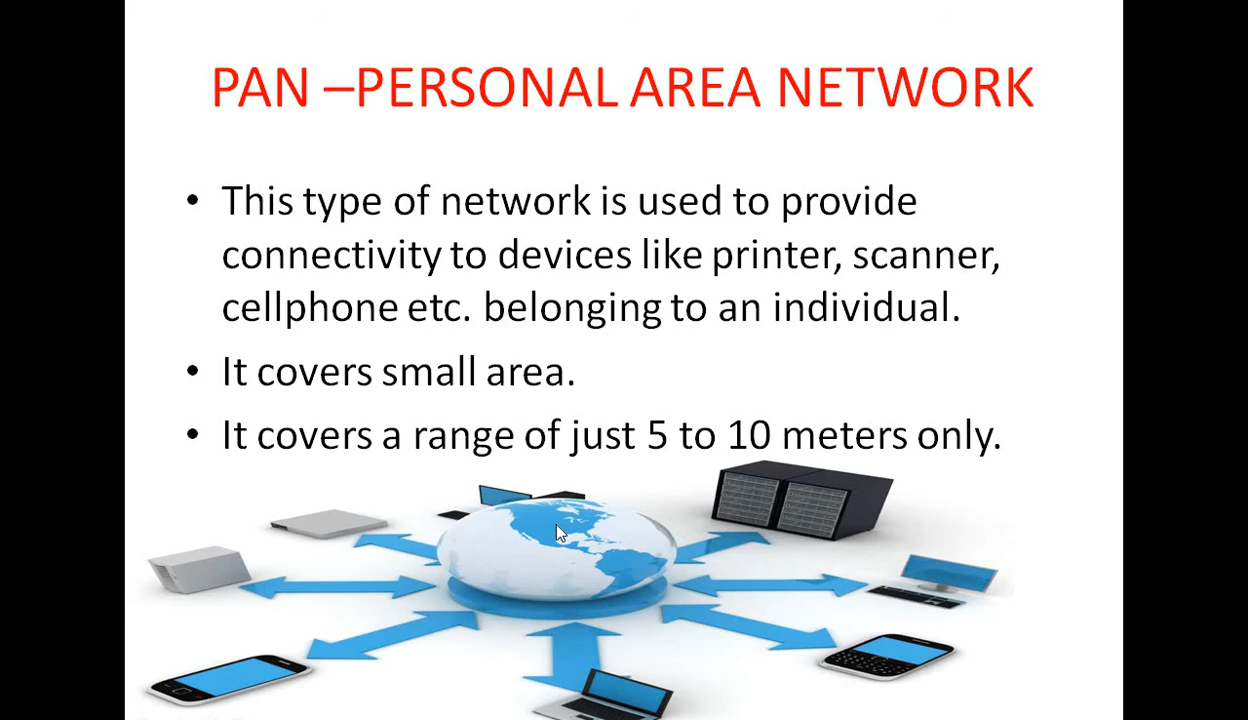 PAN –PERSONAL AREA NETWORK
• This type of network is used to provide
connectivity to devices like printer, scanner,
cellphone etc. belonging to an individual.
• It covers small area.
• It covers a range of just 5 to 10 meters only.